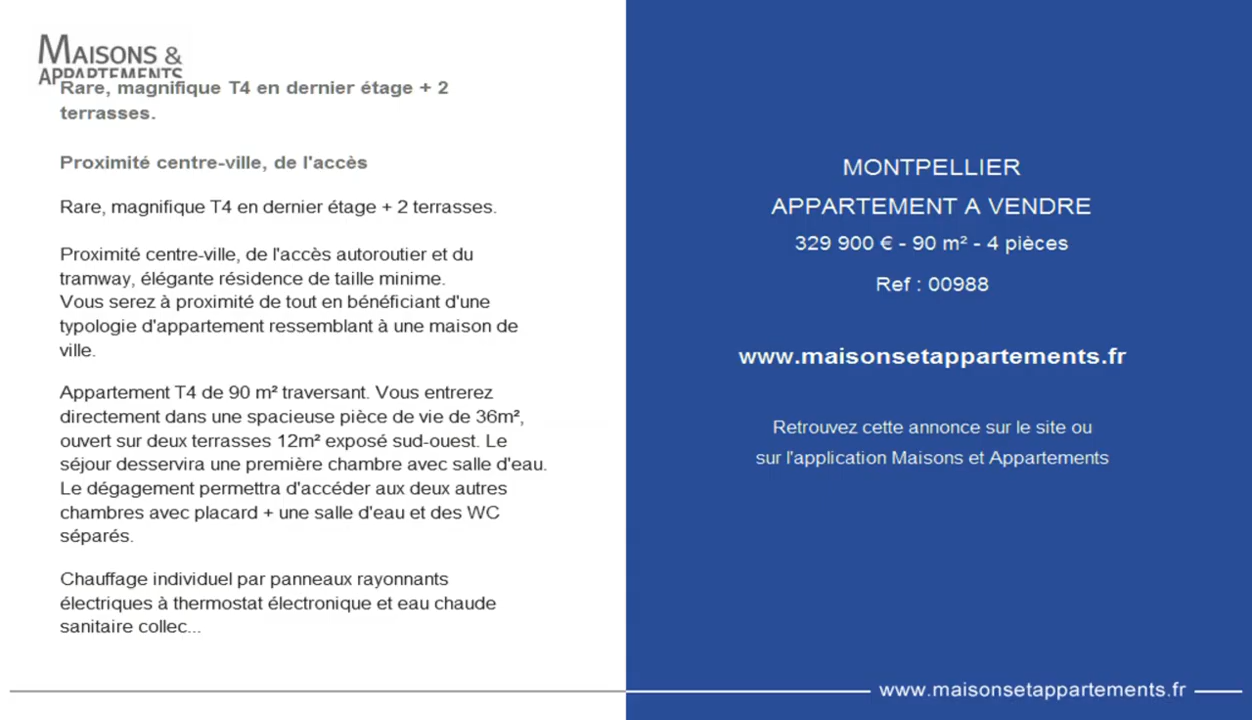 MAISONS &
APPARTEMENTS
Rare, magnifique T4 en dernier étage + 2
terrasses.
Proximité centre-ville, de l'accès
Rare, magnifique T4 en dernier étage + 2 terrasses.
Proximité centre-ville, de l'accès autoroutier et du
tramway, élégante résidence de taille minime.
Vous serez à proximité de tout en bénéficiant d'une
typologie d'appartement ressemblant à une maison de
ville.
Appartement T4 de 90 m² traversant. Vous entrerez
directement dans une spacieuse pièce de vie de 36m²,
ouvert sur deux terrasses 12m² exposé sud-ouest. Le
séjour desservira une première chambre avec salle d'eau.
Le dégagement permettra d'accéder aux deux autres
chambres avec placard + une salle d'eau et des WC
séparés.
Chauffage individuel par panneaux rayonnants
électriques à thermostat électronique et eau chaude
sanitaire collec...
MONTPELLIER
APPARTEMENT A VENDRE
329 900 € - 90 m² - 4 pièces
Ref : 00988
www.maisonsetappartements.fr
Retrouvez cette annonce sur le site ou
sur l'application Maisons et Appartements
www.maisonsetappartements.fr